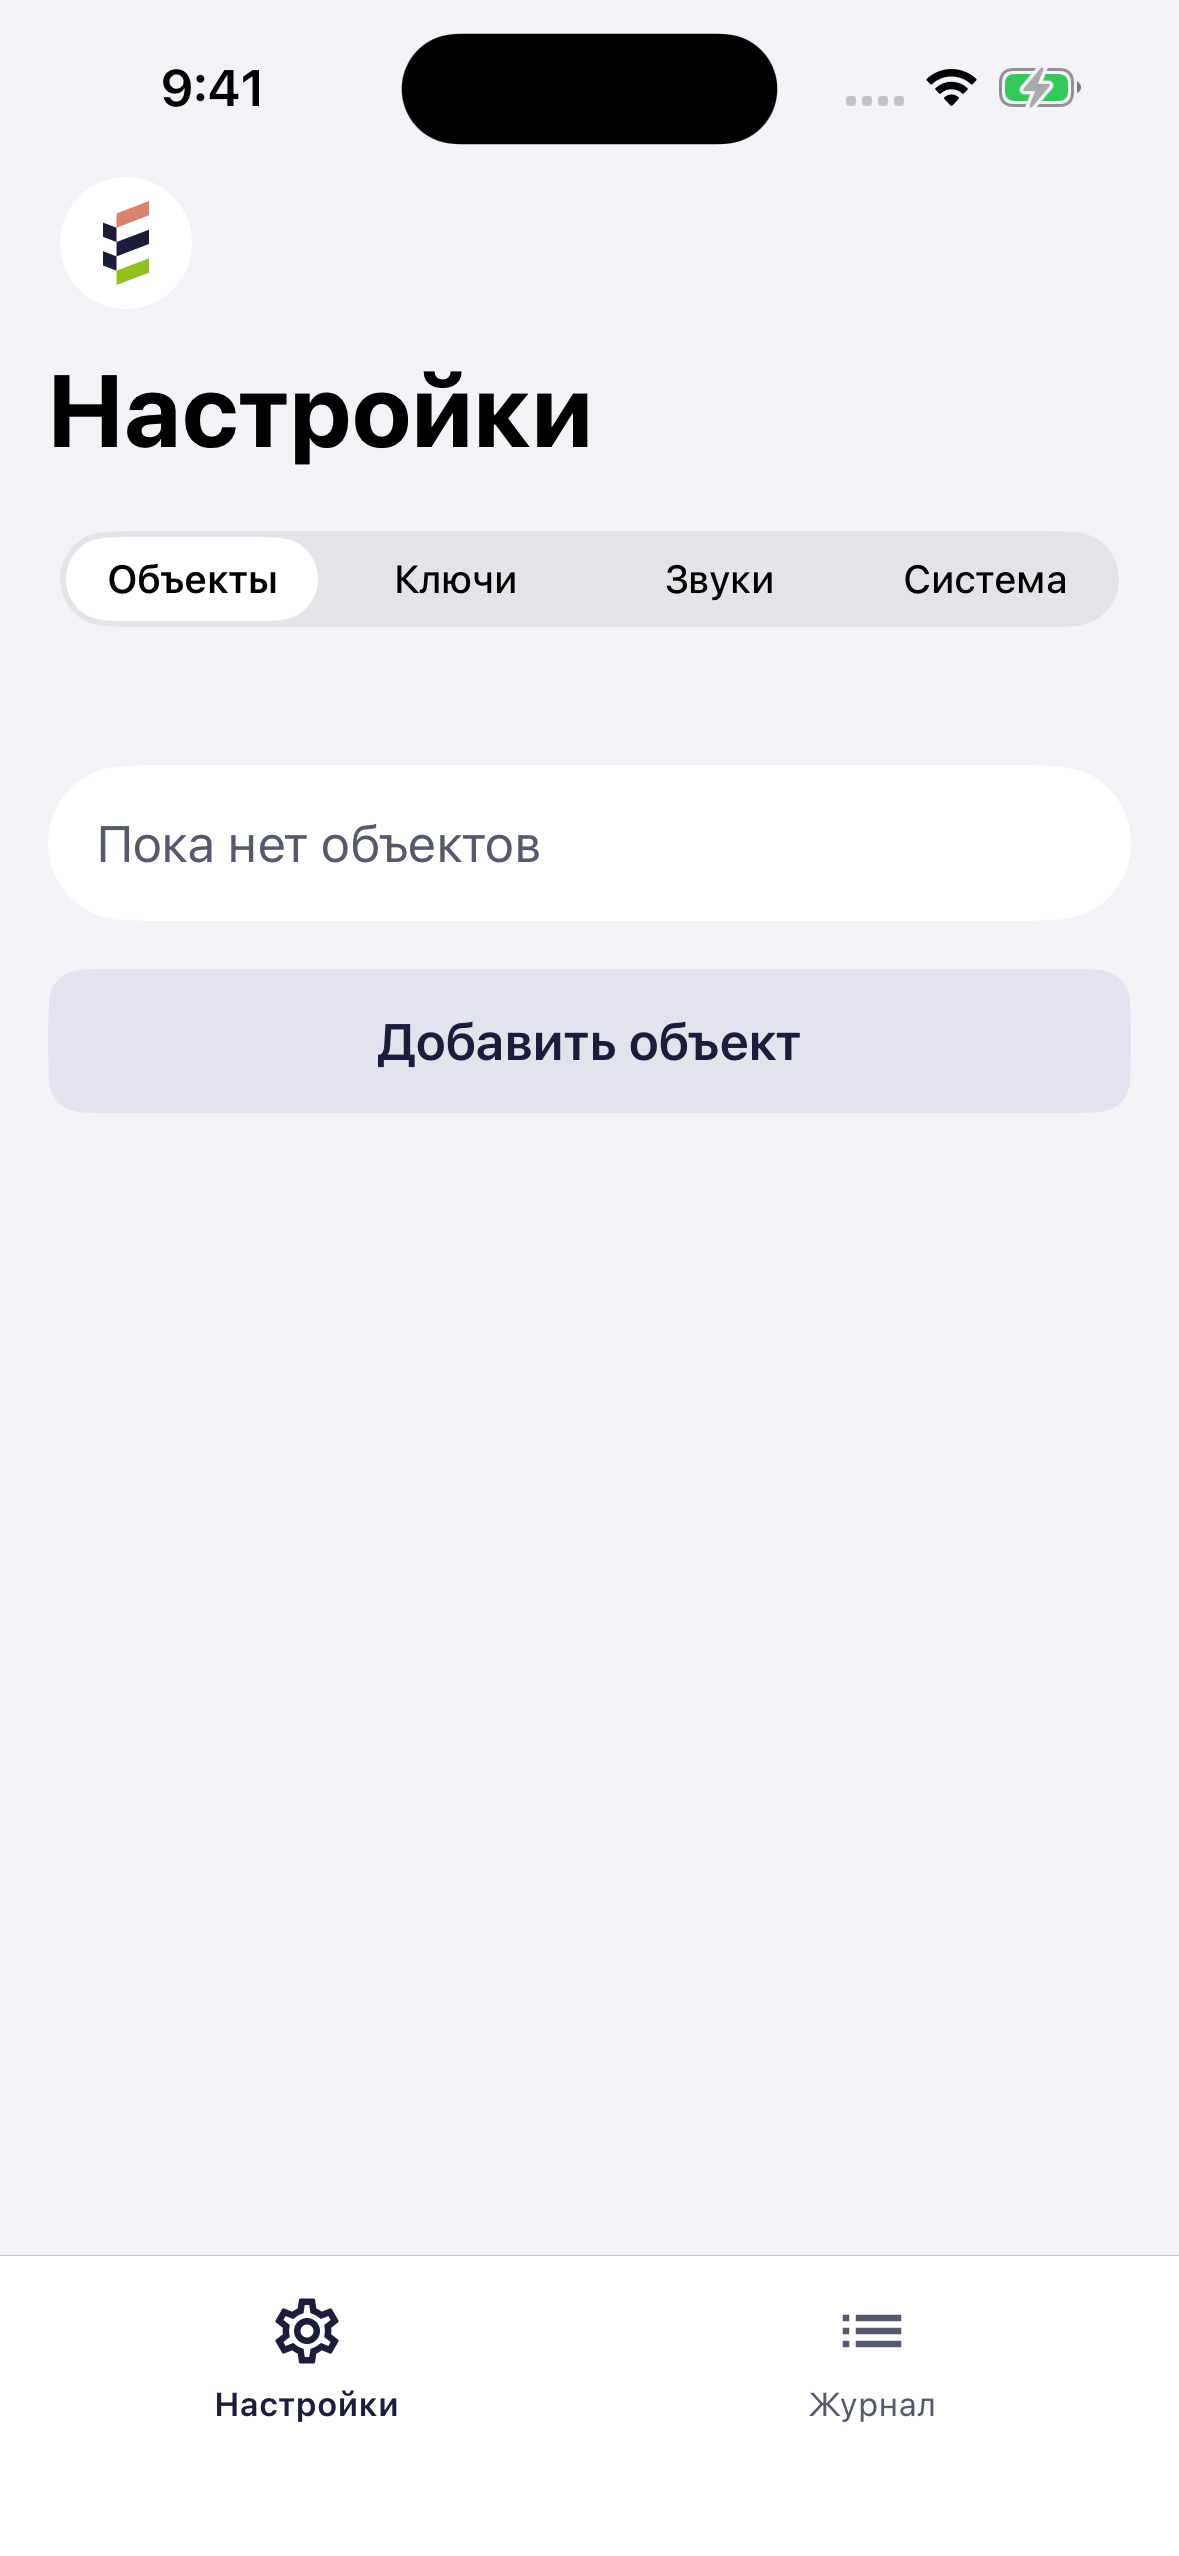 9:41
Настройки
Объекты Ключи Звуки Система
Пока нет объектов
Добавить объект
Настройки Журнал